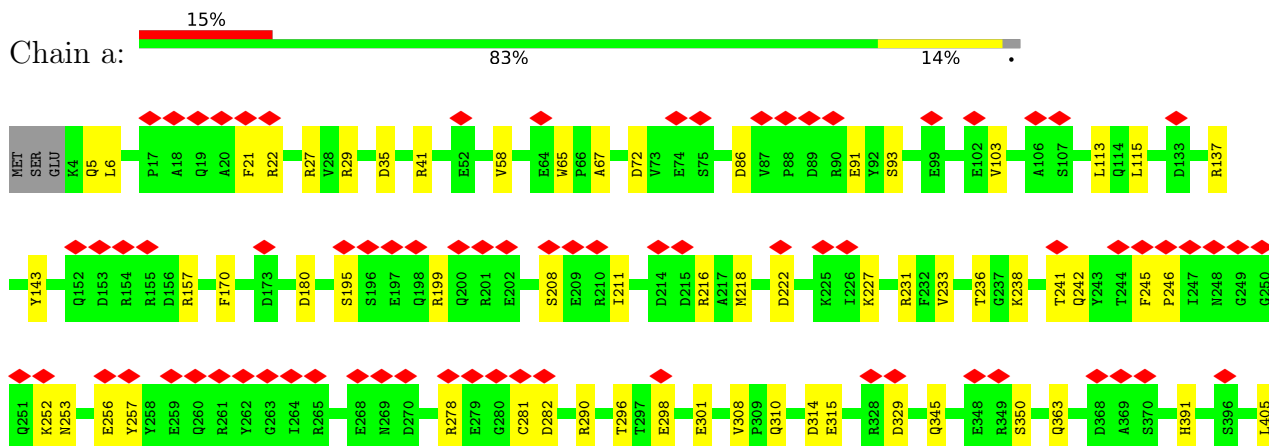 15%
Chain a:
83% 14% •
MET SER GLU K4 Q5 L6 P17 A18 Q19 A20 F21 R22 R27 V28 R29 D35 R41 E52 V58 E64 W65 P66 A67 D72 V73 E74 S75 D86 V87 P88 D89 R90 E91 Y92 S93 E99 E102 V103 A106 S107 L113 Q114 L115 D133 R137
Y143 Q152 D153 R154 R155 D156 R157 F170 D173 D180 S195 S196 E197 Q198 R199 Q200 R201 E202 S208 E209 R210 I211 D214 D215 R216 A217 M218 D222 K225 I226 K227 R231 F232 V233 T236 G237 K238 T241 Q242 Y243 T244 F245 P246 I247 N248 G249 G250
Q251 K252 N253 E256 Y257 Y258 E259 Q260 R261 Y262 G263 I264 R265 E268 N269 D270 R278 E279 G280 C281 D282 R290 T296 T297 E298 E301 V308 P309 Q310 D314 E315 R328 D329 Q345 E348 R349 S350 Q363 D368 A369 S370 H391 S396 L405